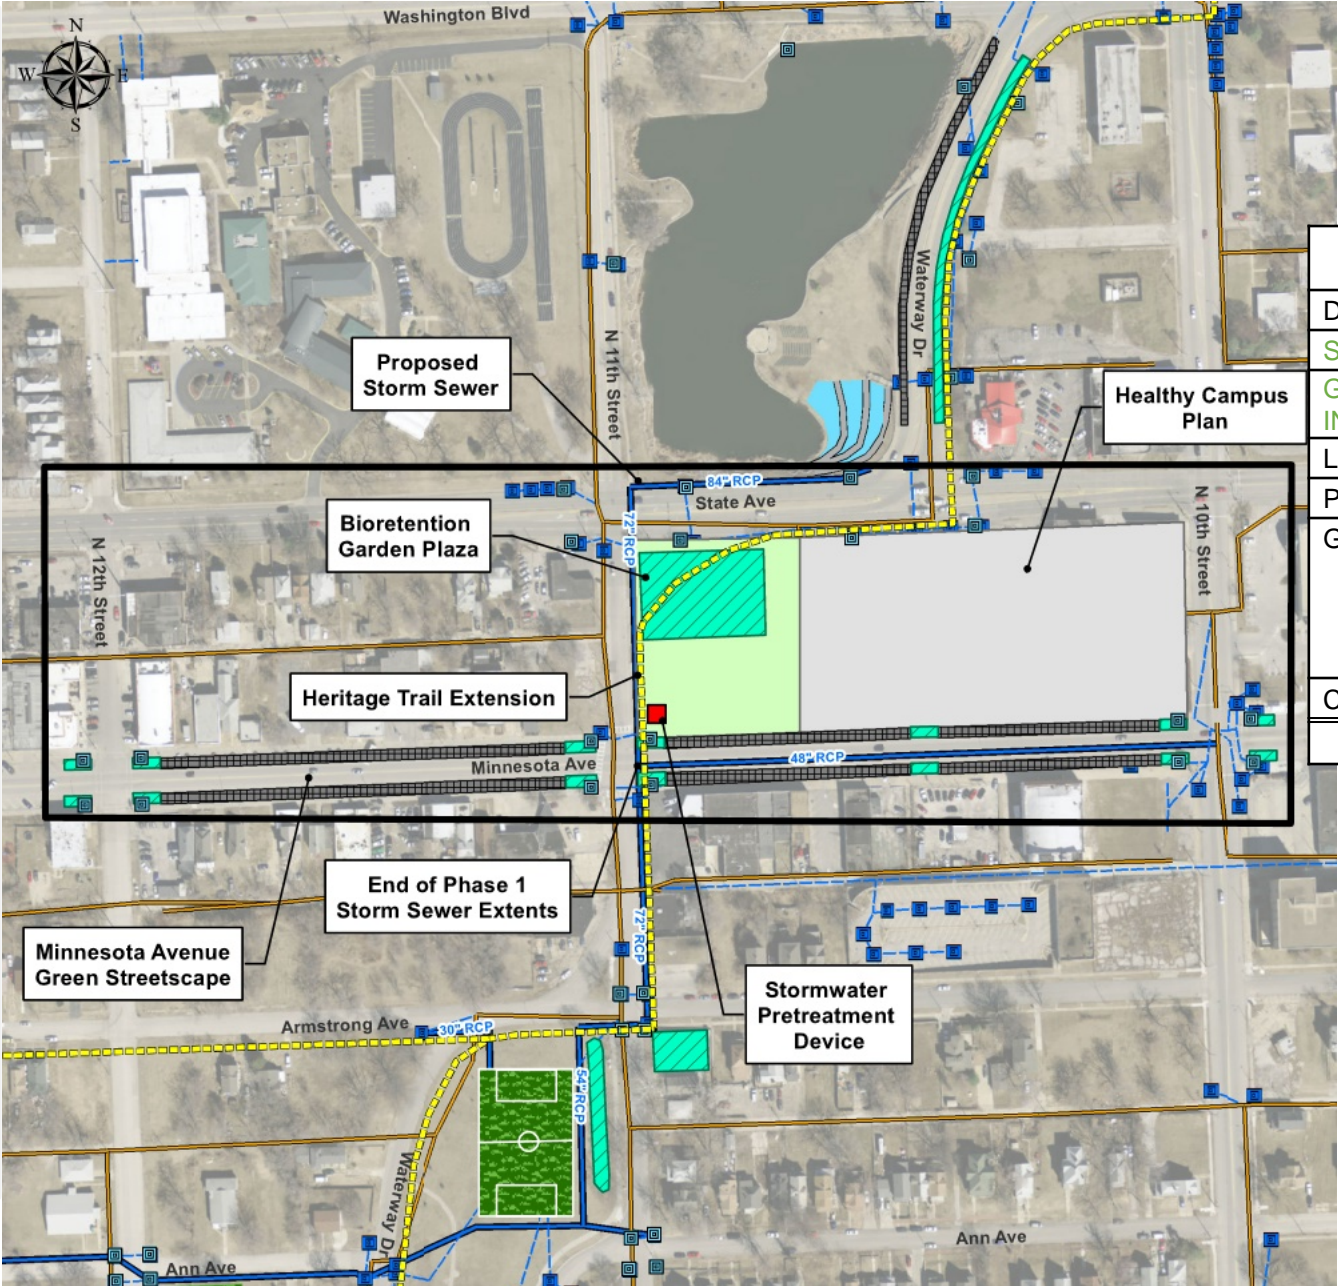 Washington Blvd
N
W
E
S
N 11th Street
Waterway Dr
Proposed
Storm Sewer
Healthy Campus
Plan
D
S
G
IN
L
P
G
C
84" RCP
State Ave
72" RCP
N 10th Street
Bioretention
Garden Plaza
N 12th Street
Heritage Trail Extension
Minnesota Ave
48" RCP
End of Phase 1
Storm Sewer Extents
72" RCP
Minnesota Avenue
Green Streetscape
Stormwater
Pretreatment
Device
Armstrong Ave
30" RCP
54" RCP
Waterway Dr
Ann Ave
Ann Ave